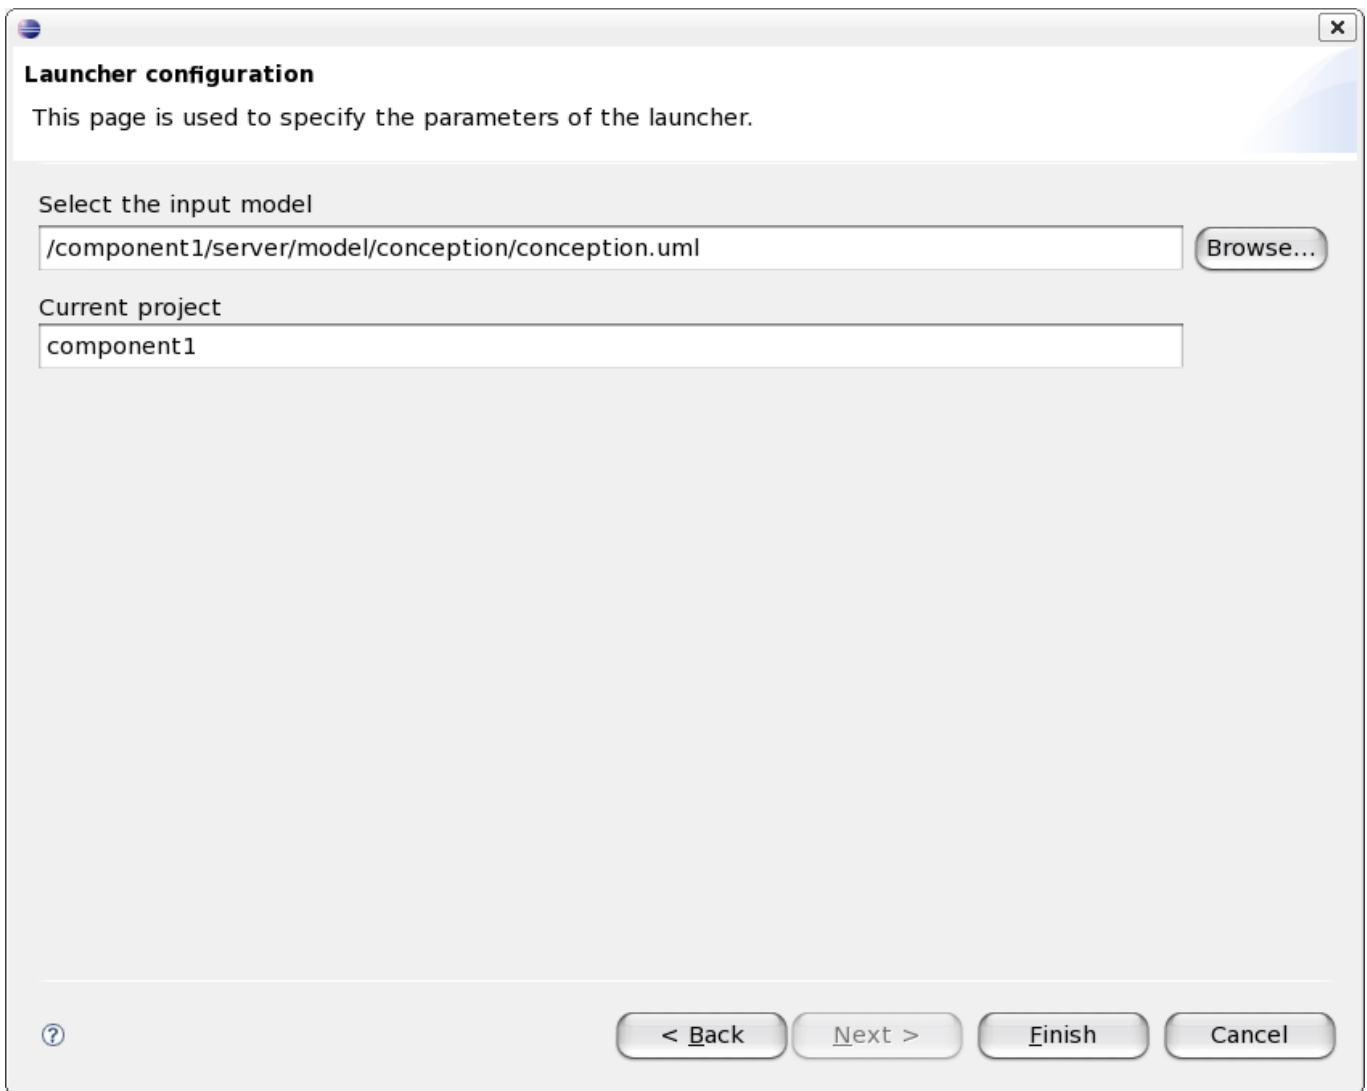 Launcher configuration
This page is used to specify the parameters of the launcher.
Select the input model
/component1/server/model/conception/conception.uml
Browse...
Current project
component1
?
< Back
Next >
Finish
Cancel